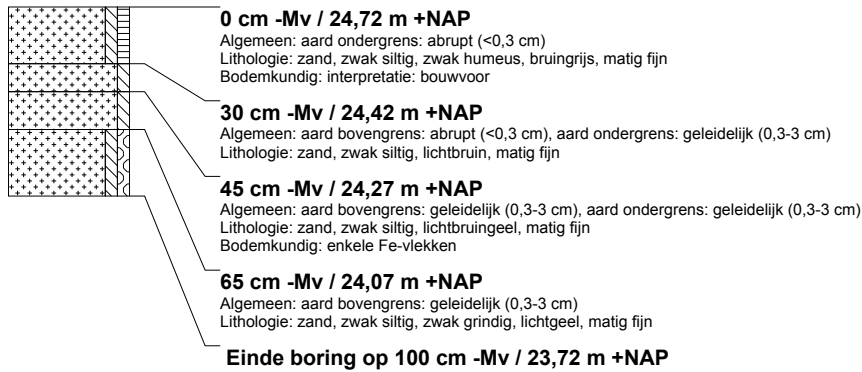 0 cm -Mv / 24,72 m +NAP
Algemeen: aard ondergrens: abrupt (<0,3 cm)
Lithologie: zand, zwak siltig, zwak humeus, bruingrijs, matig fijn
Bodemkundig: interpretatie: bouwvoor
30 cm -Mv / 24,42 m +NAP
Algemeen: aard bovengrens: abrupt (<0,3 cm), aard ondergrens: geleidelijk (0,3-3 cm)
Lithologie: zand, zwak siltig, lichtbruin, matig fijn
45 cm -Mv / 24,27 m +NAP
Algemeen: aard bovengrens: geleidelijk (0,3-3 cm), aard ondergrens: geleidelijk (0,3-3 cm)
Lithologie: zand, zwak siltig, lichtbruingeel, matig fijn
Bodemkundig: enkele Fe-vlekken
65 cm -Mv / 24,07 m +NAP
Algemeen: aard bovengrens: geleidelijk (0,3-3 cm)
Lithologie: zand, zwak siltig, zwak grindig, lichtgeel, matig fijn
Einde boring op 100 cm -Mv / 23,72 m +NAP